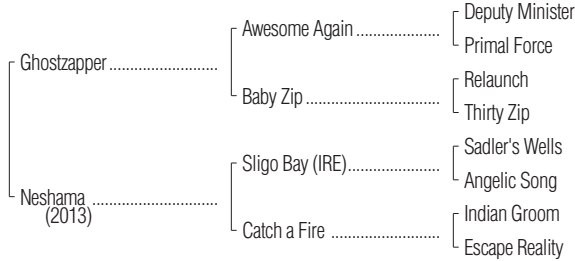 Deputy Minister
Awesome Again ....................
Primal Force
Ghostzapper ..........................
Relaunch
Baby Zip ................................
Thirty Zip
Sadler's Wells
Sligo Bay (IRE)......................
Angelic Song
Neshama ..............................
(2013)
Indian Groom
Catch a Fire ..........................
Escape Reality